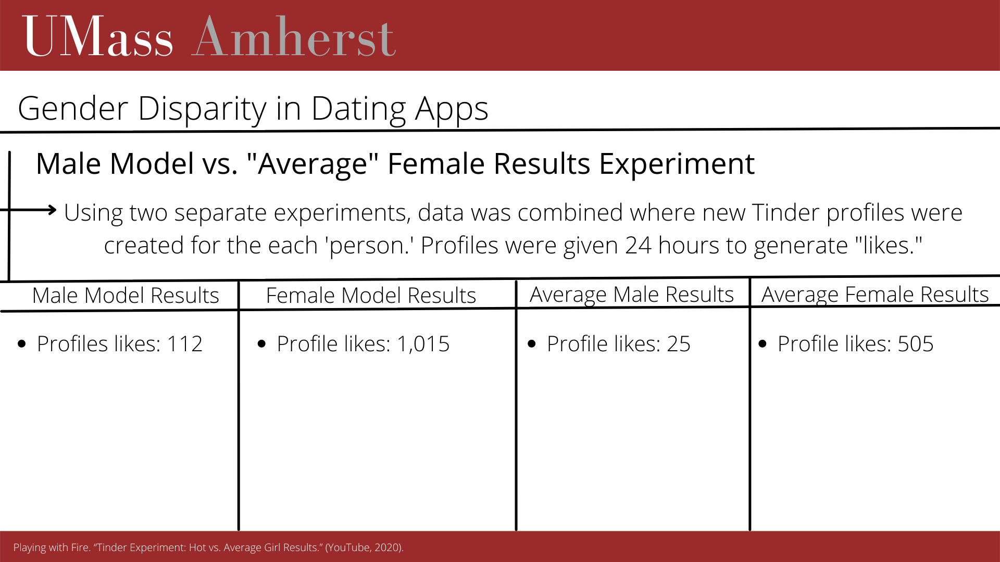 UMass Amherst
Gender Disparity in Dating Apps
Male Model vs. "Average" Female Results Experiment
Using two separate experiments, data was combined where new Tinder profiles were
created for the each 'person.' Profiles were given 24 hours to generate "likes."
Male Model Results
Female Model Results
Average Male Results
Average Female Results
• Profiles likes: 112
• Profile likes: 1,015
• Profile likes: 25
• Profile likes: 505
Playing with Fire. “Tinder Experiment: Hot vs. Average Girl Results.” (YouTube, 2020).